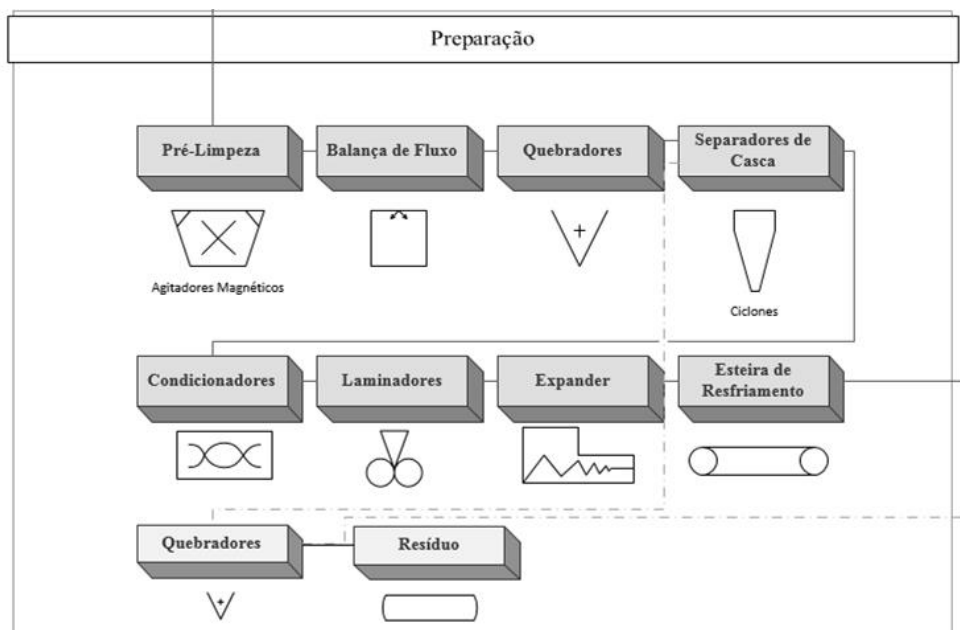 Preparação
Pré-Limpeza
Balança de Fluxo
Quebradores
Separadores de
Casca
Agitadores Magnéticos
Ciclones
Condicionadores
Laminadores
Expander
Esteira de
Resfriamento
Quebradores
Resíduo